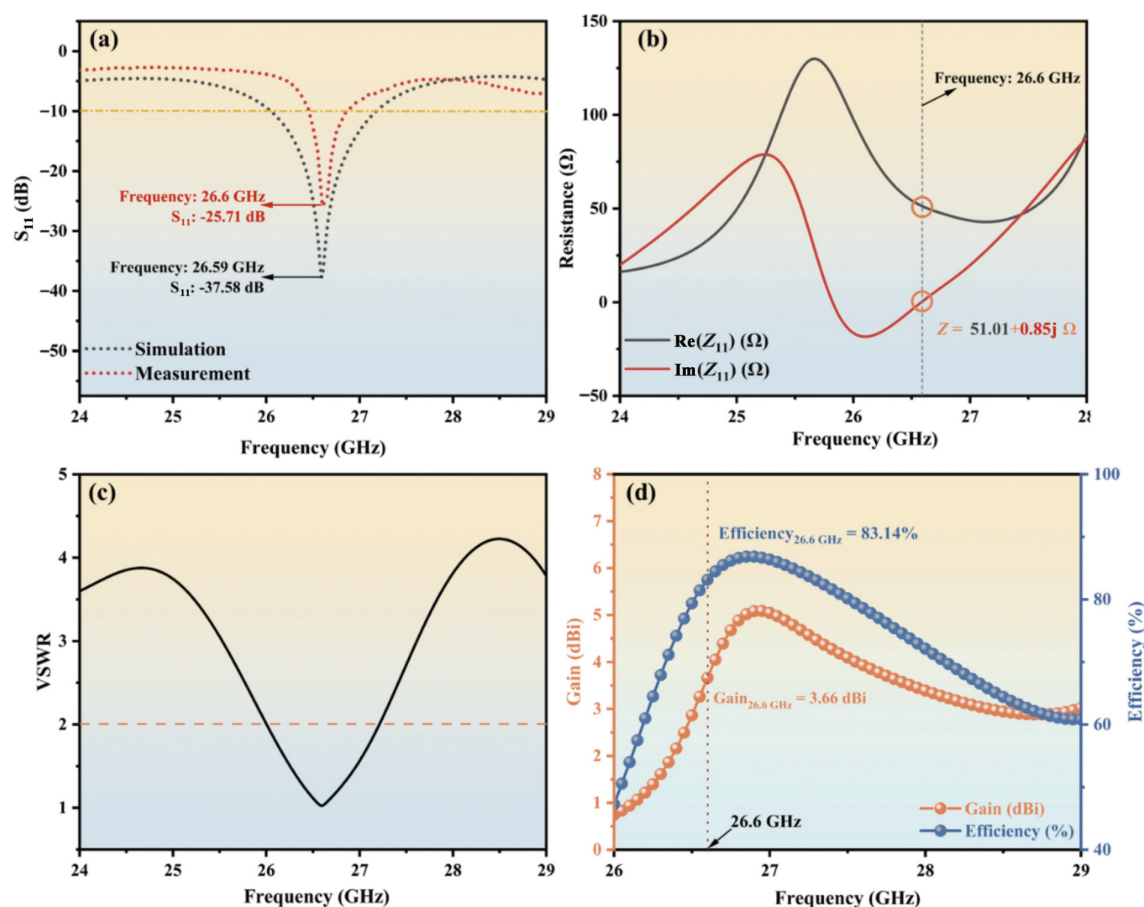 (a)
0
−10
−20
−30
−40
−50
S11 (dB)
Frequency: 26.6 GHz
S11: -25.71 dB
Frequency: 26.59 GHz
S11: -37.58 dB
Simulation
Measurement
24 25 26 27 28 29
Frequency (GHz)
(b)
150
100
50
0
−50
Resistance (Ω)
Frequency: 26.6 GHz
Z = 51.01+0.85j Ω
Re(Z11) (Ω)
Im(Z11) (Ω)
24 25 26 27 28
Frequency (GHz)
(c)
5
4
3
2
1
VSWR
24 25 26 27 28 29
Frequency (GHz)
(d)
8
7
6
5
4
3
2
1
0
Gain (dBi)
100
80
60
40
Efficiency (%)
Efficiency26.6 GHz = 83.14%
Gain26.6 GHz = 3.66 dBi
26.6 GHz
Gain (dBi)
Efficiency (%)
26 27 28 29
Frequency (GHz)